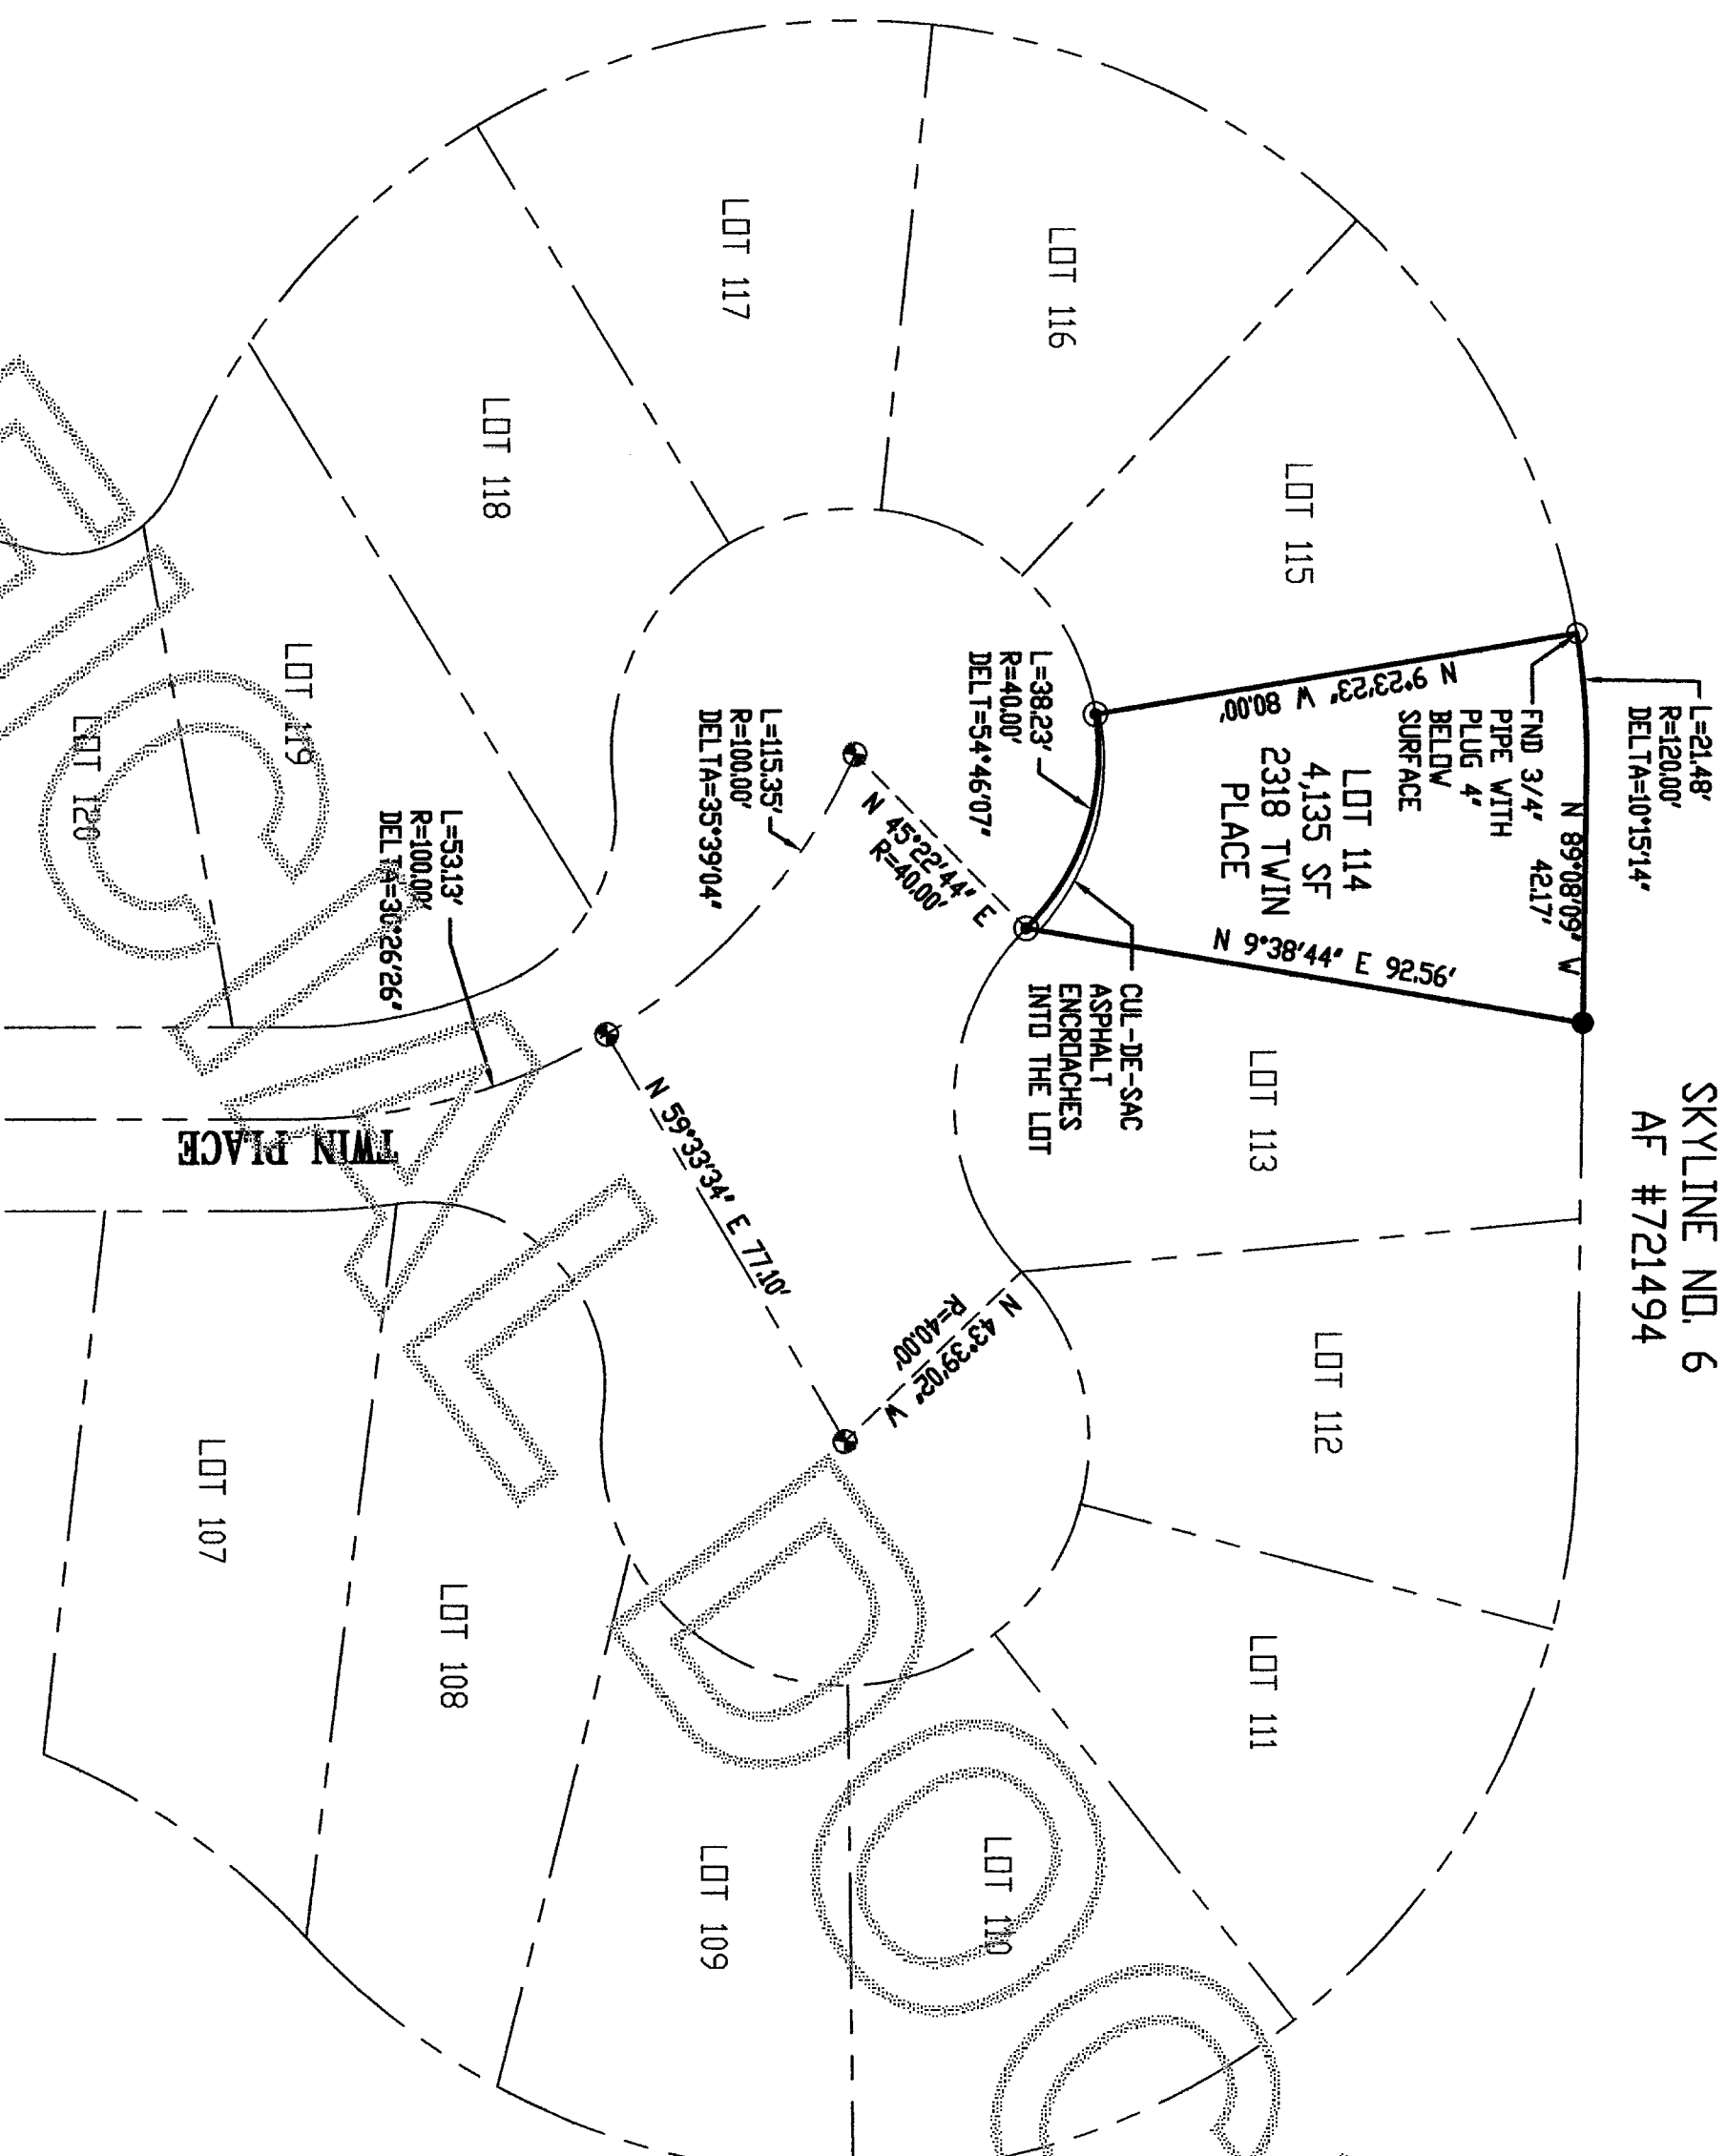 SKYLINE NO. 6
AF #721494
L=21.48'
R=120.00'
DELTA=10°15'14"
N 89°08'09" W
42.17'
FND 3/4"
PIPE WITH
PLUG 4"
BELOW
SURFACE
N 9°23'23" W 80.00'
LOT 114
4,135 SF
2318 TWIN
PLACE
N 9°38'44" E 92.56'
CUL-DE-SAC
ASPHALT
ENCROACHES
INTO THE LOT
L=38.23'
R=40.00'
DELT=54°46'07"
N 45°22'44" E
R=40.00'
L=115.35'
R=100.00'
DELTA=35°39'04"
L=53.13'
R=100.00'
DELTA=30°26'26"
N 59°33'34" E 77.10'
N 43°39'02" W
R=40.00'
TWIN PLACE
LOT 115
LOT 116
LOT 117
LOT 118
LOT 119
LOT 120
LOT 113
LOT 112
LOT 111
LOT 110
LOT 109
LOT 108
LOT 107